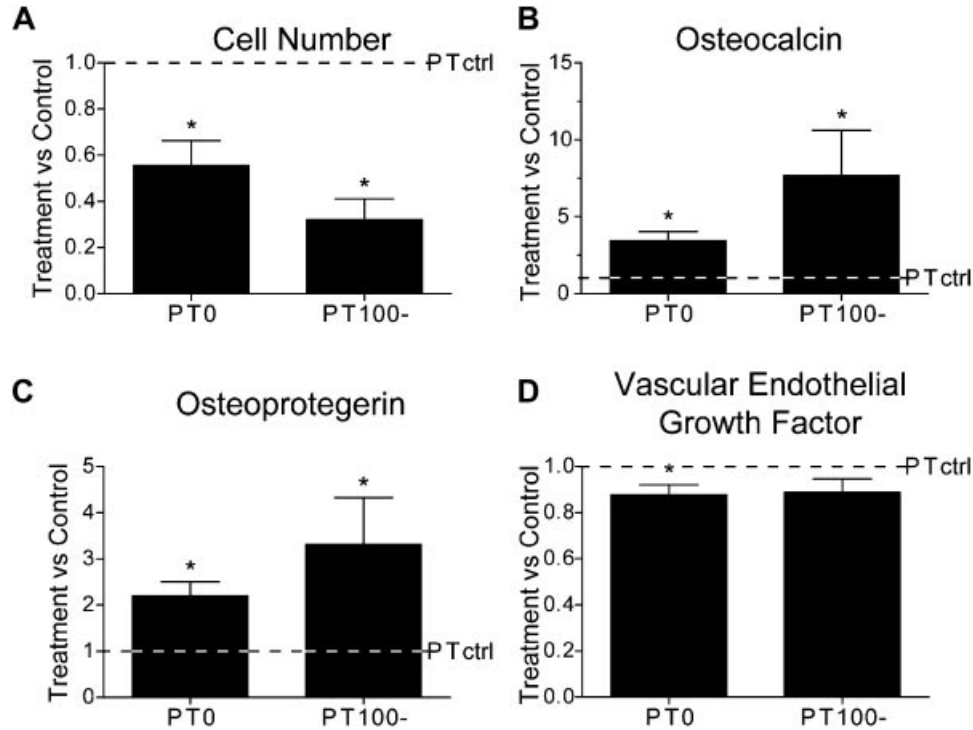 A
Cell Number
Treatment vs Control
1.0
0.8
0.6
0.4
0.2
0.0
PTctrl
*
*
PT0
PT100-
B
Osteocalcin
Treatment vs Control
15
10
5
0
PTctrl
*
*
PT0
PT100-
C
Osteoprotegerin
Treatment vs Control
5
4
3
2
1
0
PTctrl
*
*
PT0
PT100-
D
Vascular Endothelial
Growth Factor
Treatment vs Control
1.0
0.8
0.6
0.4
0.2
0.0
PTctrl
*
PT0
PT100-